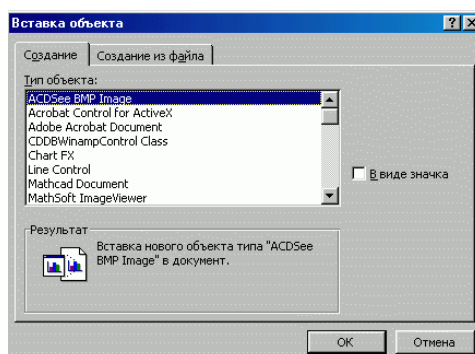 Вставка объекта
Создание
Создание из файла
Тип объекта:
ACDSee BMP Image
Acrobat Control for ActiveX
Adobe Acrobat Document
CDDBWinampControl Class
Chart FX
Line Control
Mathcad Document
MathSoft ImageViewer
В виде значка
Результат
Вставка нового объекта типа "ACDSee
BMP Image" в документ.
ОК
Отмена